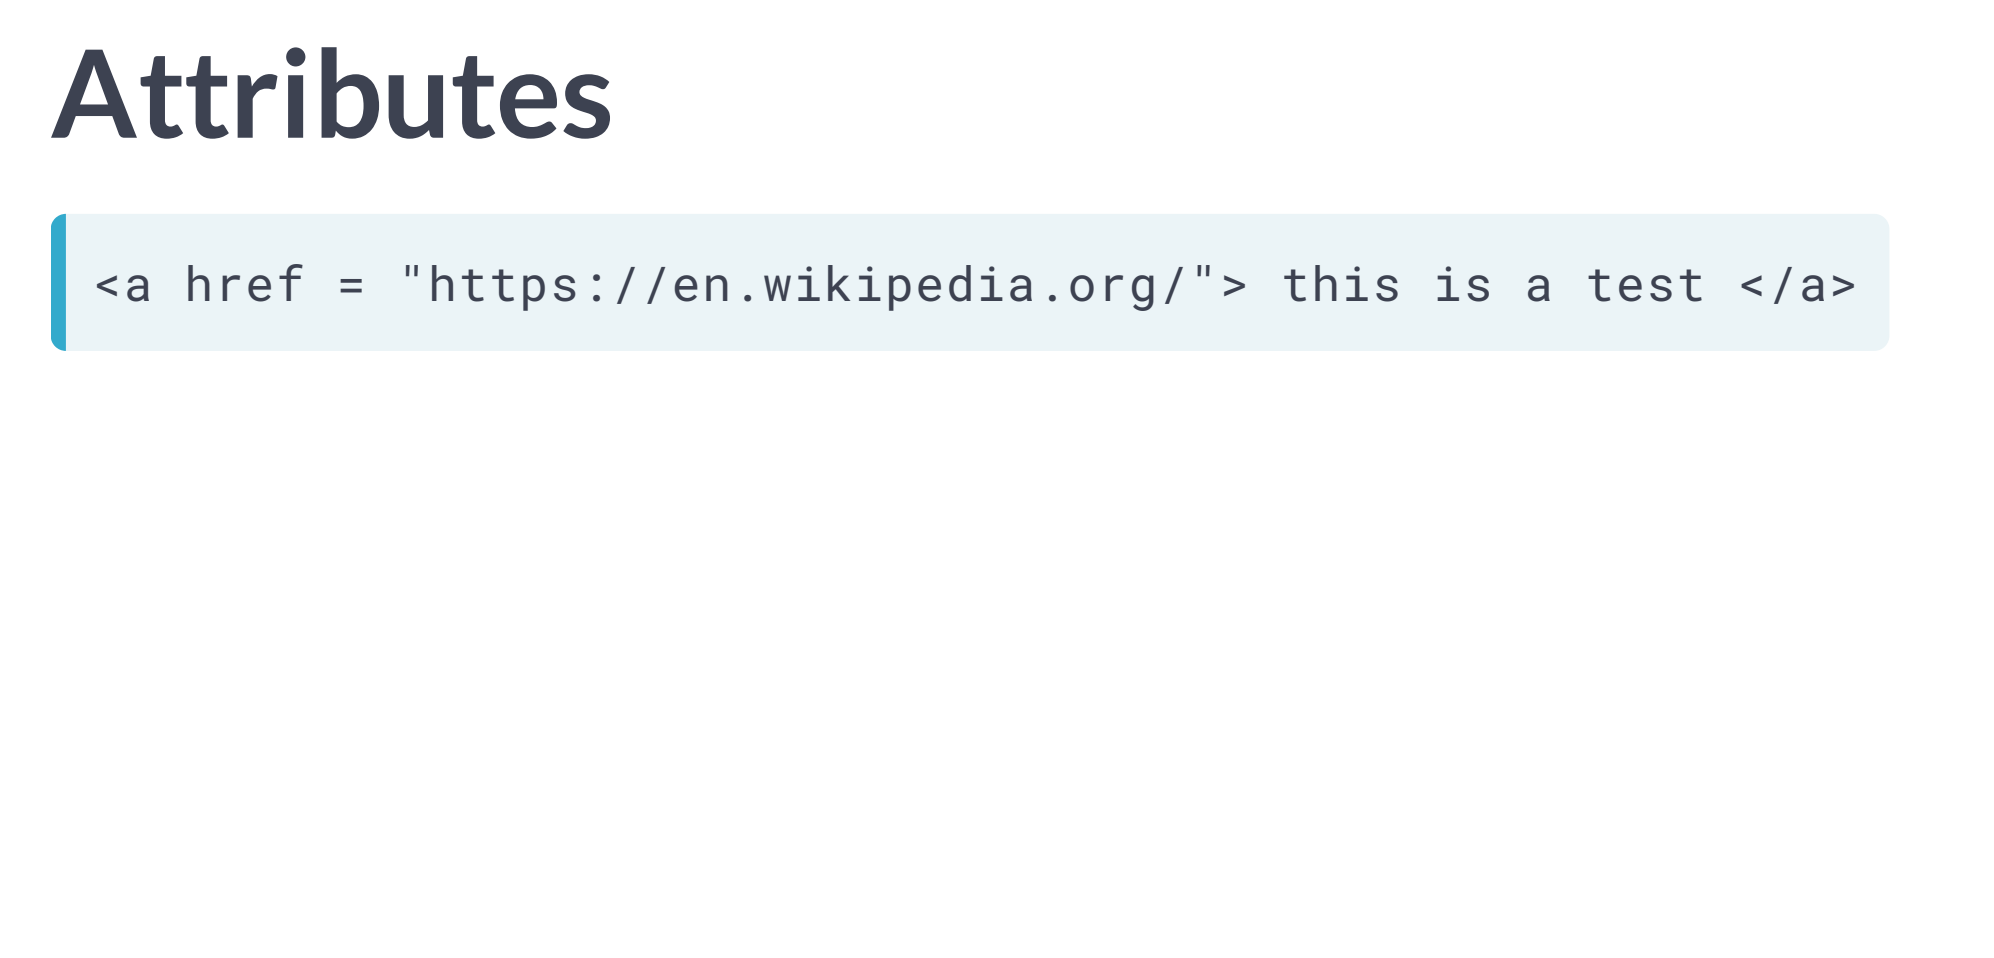 Attributes
<a href = "https://en.wikipedia.org/"> this is a test </a>